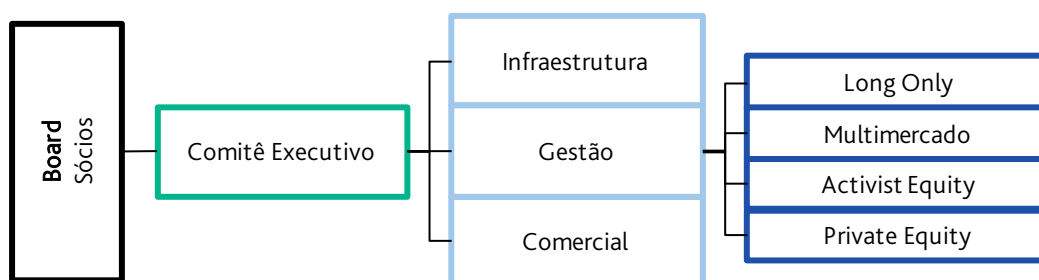 Board
Sócios
Comitê Executivo
Infraestrutura
Gestão
Comercial
Long Only
Multimercado
Activist Equity
Private Equity